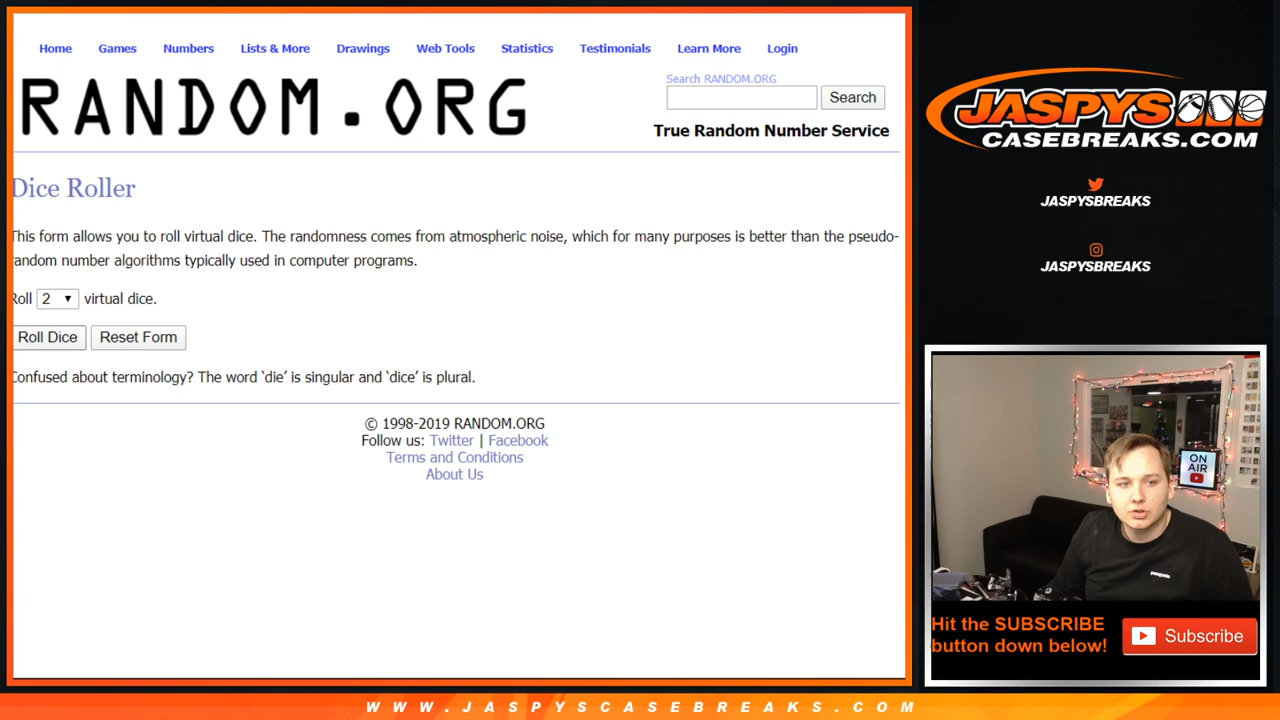 Home Games Numbers Lists & More Drawings Web Tools Statistics Testimonials Learn More Login
RANDOM.ORG
Search RANDOM.ORG
Search
True Random Number Service
Dice Roller
This form allows you to roll virtual dice. The randomness comes from atmospheric noise, which for many purposes is better than the pseudo-
random number algorithms typically used in computer programs.
Roll 2 virtual dice.
Roll Dice Reset Form
Confused about terminology? The word ‘die’ is singular and ‘dice’ is plural.
© 1998-2019 RANDOM.ORG
Follow us: Twitter | Facebook
Terms and Conditions
About Us
JASPYS
CASEBREAKS.COM
JASPYSBREAKS
JASPYSBREAKS
ON
AIR
patagonia
Hit the SUBSCRIBE
button down below!
Subscribe
WWW.JASPYSCASEBREAKS.COM